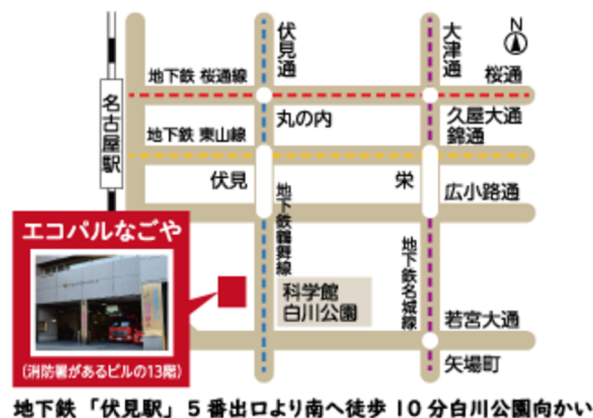 N
伏見通
大津通
地下鉄 桜通線
桜通
名古屋駅
丸の内
久屋大通
錦通
地下鉄 東山線
伏見
栄
広小路通
地下鉄鶴舞線
地下鉄名城線
エコパルなごや
(消防署があるビルの13階)
科学館
白川公園
若宮大通
矢場町
地下鉄「伏見駅」5番出口より南へ徒歩10分白川公園向かい